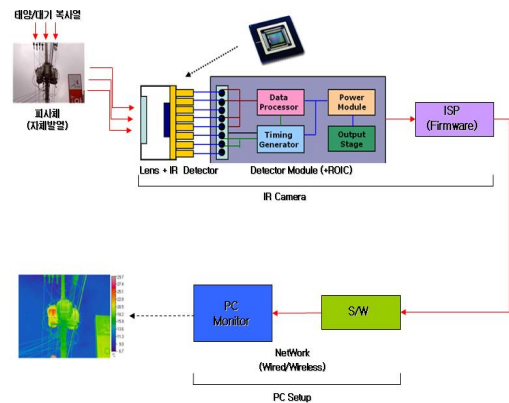 태양/대기 복사열
피사체
(자체발열)
Lens + IR Detector
Data
Processor
Power
Module
Timing
Generator
Output
Stage
Detector Module (+ROIC)
ISP
(Firmware)
IR Camera
PC
Monitor
S/W
NetWork
(Wired/Wireless)
PC Setup